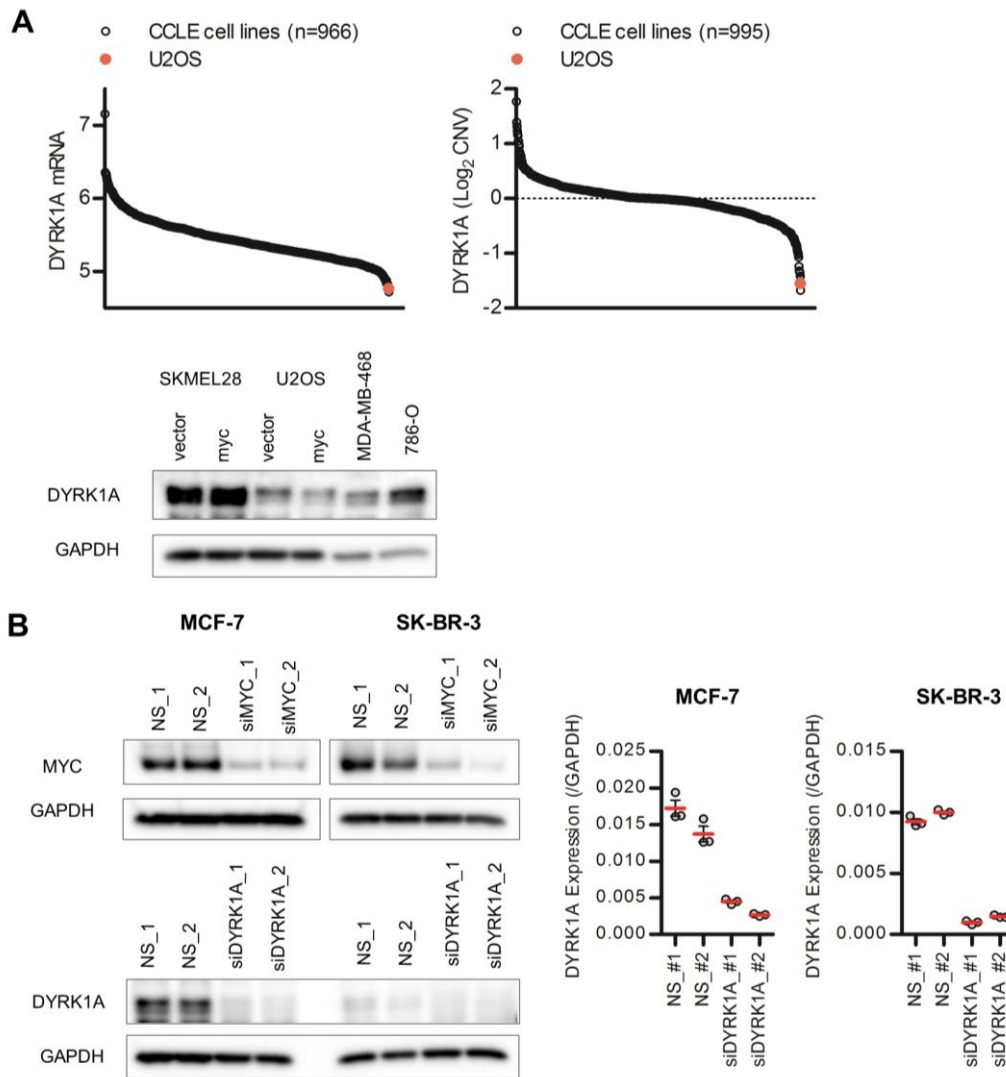 A
CCLE cell lines (n=966)
U2OS
DYRK1A mRNA
7
6
5
CCLE cell lines (n=995)
U2OS
DYRK1A (Log₂ CNV)
2
1
0
-1
-2
SKMEL28 U2OS MDA-MB-468 786-O
vector myc vector myc
DYRK1A
GAPDH
B
MCF-7 SK-BR-3
NS_1 NS_2 siMYC_1 siMYC_2 NS_1 NS_2 siMYC_1 siMYC_2
MYC
GAPDH
NS_1 NS_2 siDYRK1A_1 siDYRK1A_2 NS_1 NS_2 siDYRK1A_1 siDYRK1A_2
DYRK1A
GAPDH
MCF-7
DYRK1A Expression (/GAPDH)
0.025
0.020
0.015
0.010
0.005
0.000
NS_#1 NS_#2 siDYRK1A_#1 siDYRK1A_#2
SK-BR-3
DYRK1A Expression (/GAPDH)
0.015
0.010
0.005
0.000
NS_#1 NS_#2 siDYRK1A_#1 siDYRK1A_#2